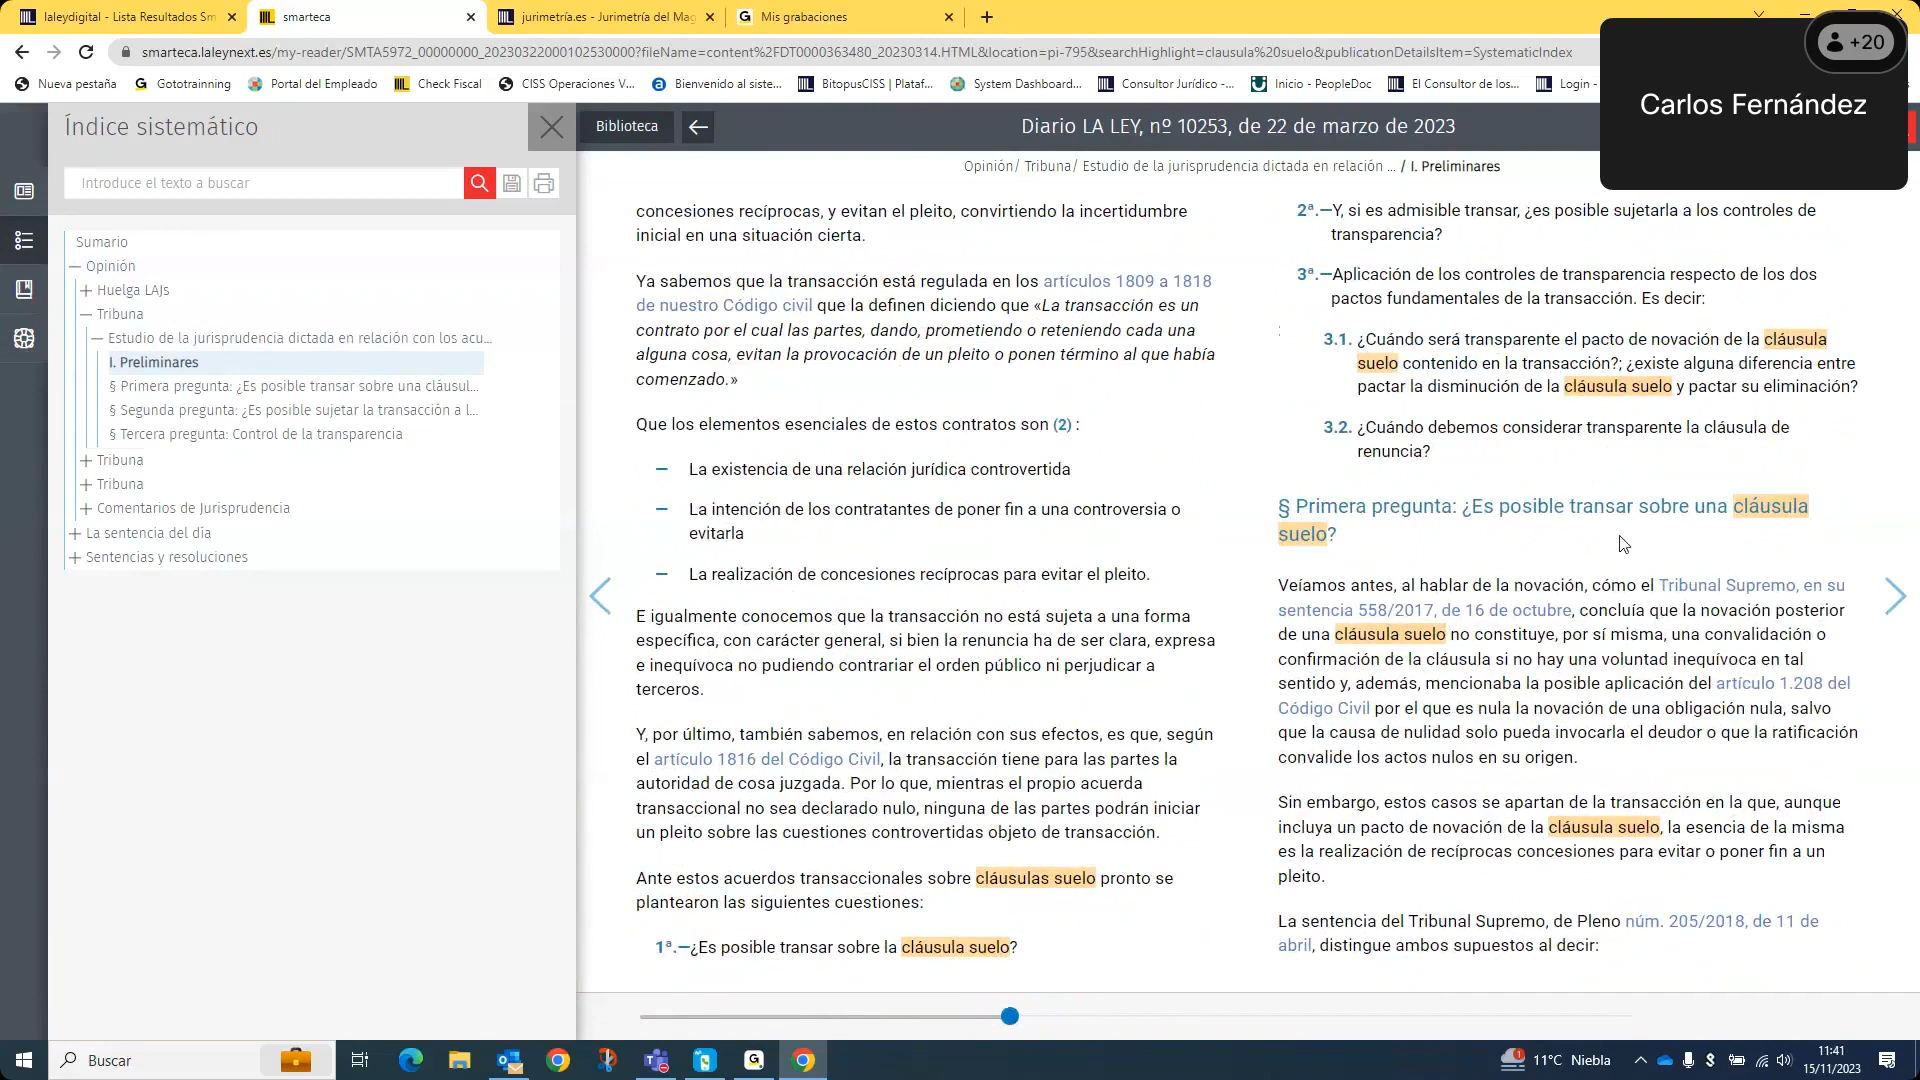 laleydigital - Lista Resultados Sm
smarteca
jurimetría.es - Jurimetría del Mag
Mis grabaciones
smarteca.laleynext.es/my-reader/SMTA5972_00000000_20230322000102530000?fileName=content%2FDT0000363480_20230314.HTML&location=pi-795&searchHighlight=clausula%20suelo&publicationDetailsItem=SystematicIndex
Nueva pestaña
Gototrainning
Portal del Empleado
Check Fiscal
CISS Operaciones V...
Bienvenido al siste...
BitopusCISS | Plataf...
System Dashboard...
Consultor Jurídico -...
Inicio - PeopleDoc
El Consultor de los...
Login -
+20
Carlos Fernández
Índice sistemático
Introduce el texto a buscar
Sumario
Opinión
Huelga LAJs
Tribuna
Estudio de la jurisprudencia dictada en relación con los acu...
I. Preliminares
§ Primera pregunta: ¿Es posible transar sobre una cláusul...
§ Segunda pregunta: ¿Es posible sujetar la transacción a l...
§ Tercera pregunta: Control de la transparencia
Tribuna
Tribuna
Comentarios de Jurisprudencia
La sentencia del día
Sentencias y resoluciones
Biblioteca
Diario LA LEY, nº 10253, de 22 de marzo de 2023
Opinión/ Tribuna/ Estudio de la jurisprudencia dictada en relación ... / I. Preliminares
concesiones recíprocas, y evitan el pleito, convirtiendo la incertidumbre
inicial en una situación cierta.
Ya sabemos que la transacción está regulada en los artículos 1809 a 1818
de nuestro Código civil que la definen diciendo que «La transacción es un
contrato por el cual las partes, dando, prometiendo o reteniendo cada una
alguna cosa, evitan la provocación de un pleito o ponen término al que había
comenzado.»
Que los elementos esenciales de estos contratos son (2) :
— La existencia de una relación jurídica controvertida
— La intención de los contratantes de poner fin a una controversia o
evitarla
— La realización de concesiones recíprocas para evitar el pleito.
E igualmente conocemos que la transacción no está sujeta a una forma
específica, con carácter general, si bien la renuncia ha de ser clara, expresa
e inequívoca no pudiendo contrariar el orden público ni perjudicar a
terceros.
Y, por último, también sabemos, en relación con sus efectos, es que, según
el artículo 1816 del Código Civil, la transacción tiene para las partes la
autoridad de cosa juzgada. Por lo que, mientras el propio acuerda
transaccional no sea declarado nulo, ninguna de las partes podrán iniciar
un pleito sobre las cuestiones controvertidas objeto de transacción.
Ante estos acuerdos transaccionales sobre cláusulas suelo pronto se
plantearon las siguientes cuestiones:
1ª.—¿Es posible transar sobre la cláusula suelo?
2ª.—Y, si es admisible transar, ¿es posible sujetarla a los controles de
transparencia?
3ª.—Aplicación de los controles de transparencia respecto de los dos
pactos fundamentales de la transacción. Es decir:
:
3.1. ¿Cuándo será transparente el pacto de novación de la cláusula
suelo contenido en la transacción?; ¿existe alguna diferencia entre
pactar la disminución de la cláusula suelo y pactar su eliminación?
3.2. ¿Cuándo debemos considerar transparente la cláusula de
renuncia?
§ Primera pregunta: ¿Es posible transar sobre una cláusula
suelo?
Veíamos antes, al hablar de la novación, cómo el Tribunal Supremo, en su
sentencia 558/2017, de 16 de octubre, concluía que la novación posterior
de una cláusula suelo no constituye, por sí misma, una convalidación o
confirmación de la cláusula si no hay una voluntad inequívoca en tal
sentido y, además, mencionaba la posible aplicación del artículo 1.208 del
Código Civil por el que es nula la novación de una obligación nula, salvo
que la causa de nulidad solo pueda invocarla el deudor o que la ratificación
convalide los actos nulos en su origen.
Sin embargo, estos casos se apartan de la transacción en la que, aunque
incluya un pacto de novación de la cláusula suelo, la esencia de la misma
es la realización de recíprocas concesiones para evitar o poner fin a un
pleito.
La sentencia del Tribunal Supremo, de Pleno núm. 205/2018, de 11 de
abril, distingue ambos supuestos al decir:
Buscar
11°C Niebla
11:41
15/11/2023